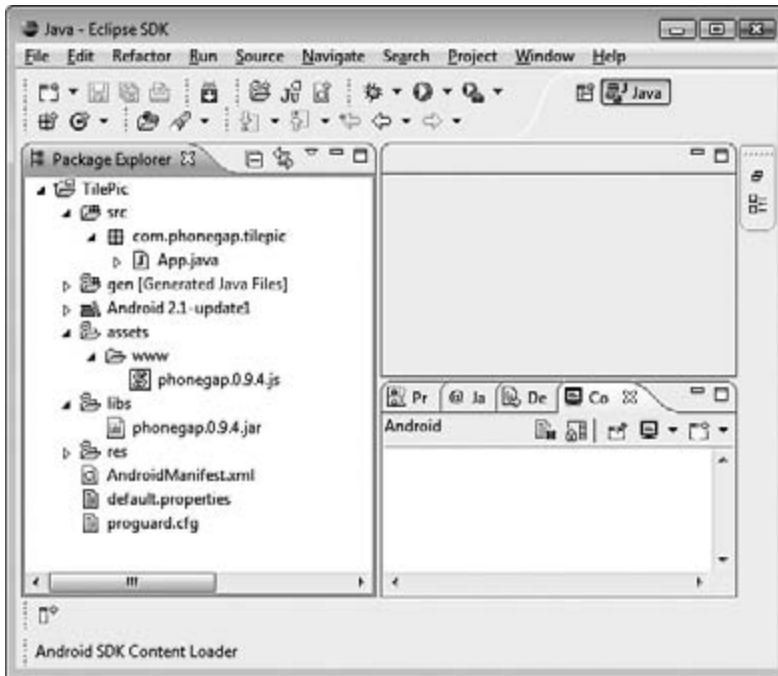 Java - Eclipse SDK
File Edit Refactor Run Source Navigate Search Project Window Help
Java
Package Explorer
TilePic
src
com.phonegap.tilepic
App.java
gen [Generated Java Files]
Android 2.1-update1
assets
www
phonegap.0.9.4.js
libs
phonegap.0.9.4.jar
res
AndroidManifest.xml
default.properties
proguard.cfg
Pr @ Ja De Co
Android
Android SDK Content Loader